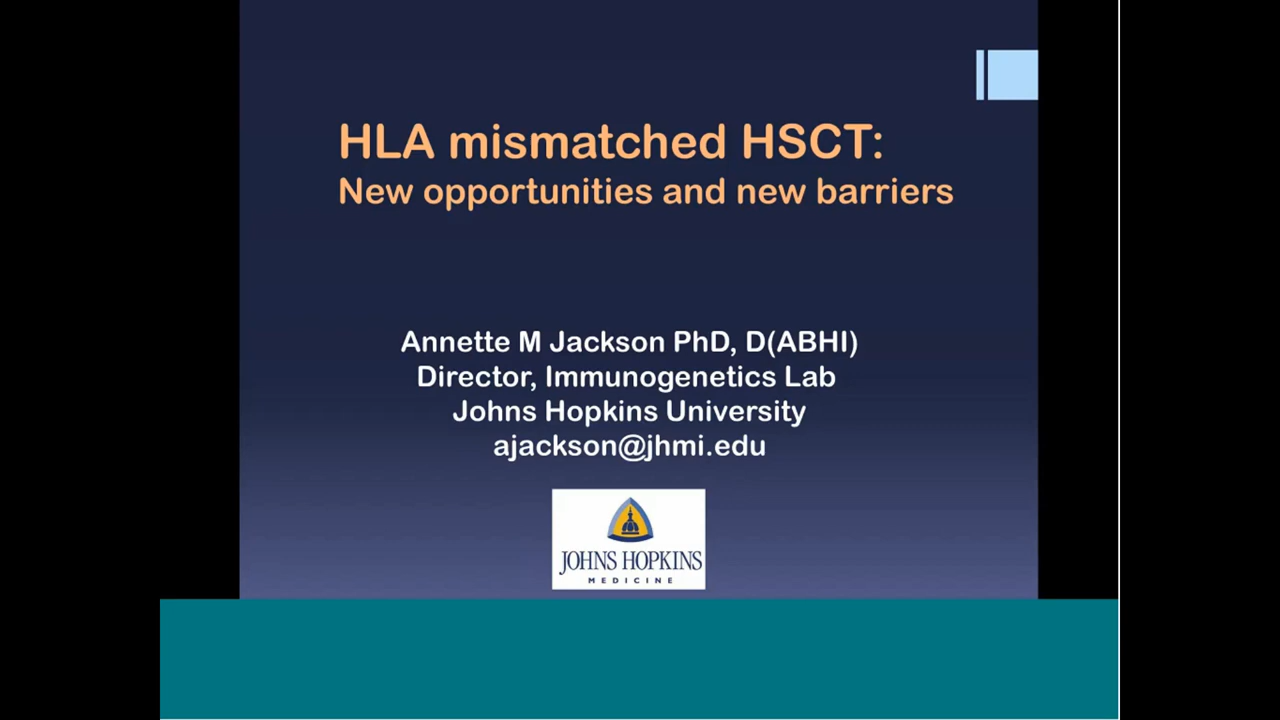 HLA mismatched HSCT:
New opportunities and new barriers
Annette M Jackson PhD, D(ABHI)
Director, Immunogenetics Lab
Johns Hopkins University
ajackson@jhmi.edu
JOHNS HOPKINS
MEDICINE